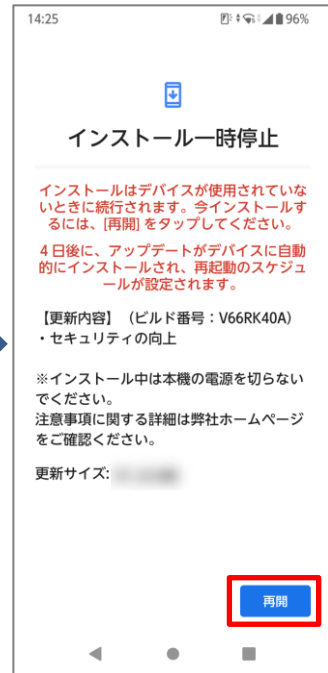 14:25 96%
インストール一時停止
インストールはデバイスが使用されていな
いときに続行されます。今インストールす
るには、[再開] をタップしてください。
4 日後に、アップデートがデバイスに自動
的にインストールされ、再起動のスケジュ
ールが設定されます。
【更新内容】（ビルド番号：V66RK40A）
・セキュリティの向上
※インストール中は本機の電源を切らない
でください。
注意事項に関する詳細は弊社ホームページ
をご確認ください。
更新サイズ:
再開